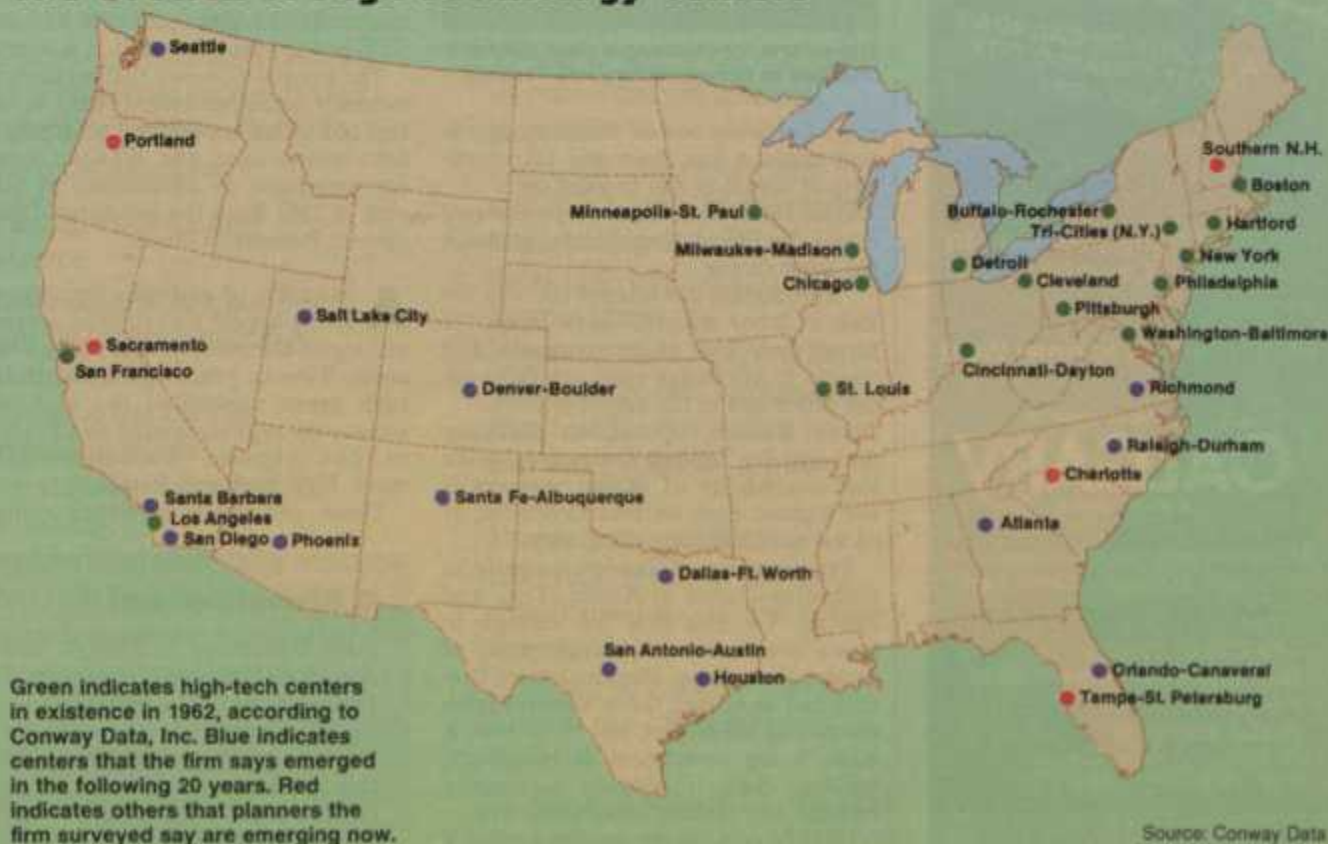 Seattle
Portland
Southern N.H.
Boston
Minneapolis-St. Paul
Buffalo-Rochester
Hartford
Tri-Cities (N.Y.)
Milwaukee-Madison
New York
Detroit
Chicago
Cleveland
Philadelphia
Pittsburgh
Salt Lake City
Washington-Baltimore
Sacramento
San Francisco
Cincinnati-Dayton
Denver-Boulder
St. Louis
Richmond
Raleigh-Durham
Charlotte
Santa Barbara
Santa Fe-Albuquerque
Los Angeles
Atlanta
San Diego
Phoenix
Dallas-Ft. Worth
San Antonio-Austin
Houston
Orlando-Canaveral
Tampa-St. Petersburg
Green indicates high-tech centers
in existence in 1962, according to
Conway Data, Inc. Blue indicates
centers that the firm says emerged
in the following 20 years. Red
indicates others that planners the
firm surveyed say are emerging now.
Source: Conway Data